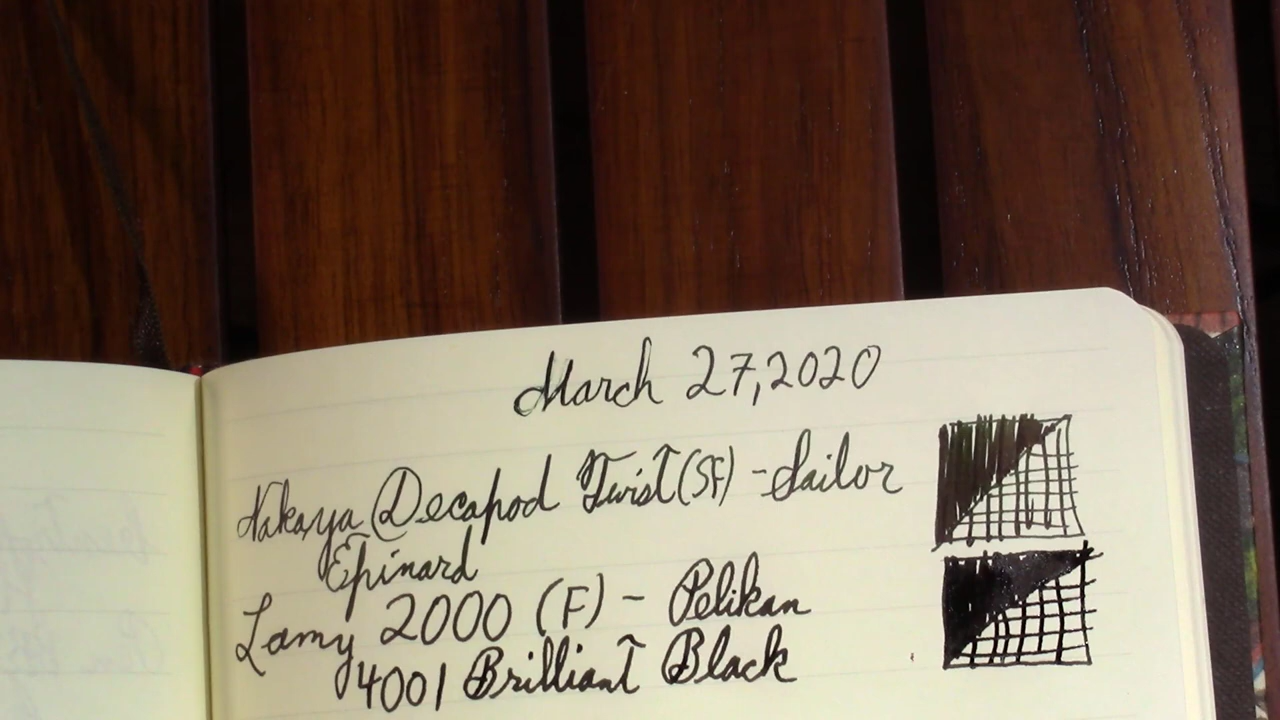 March 27, 2020
Nakaya Decapod Twist (SF) - Sailor
Epinard
Lamy 2000 (F) - Pelikan
4001 Brilliant Black